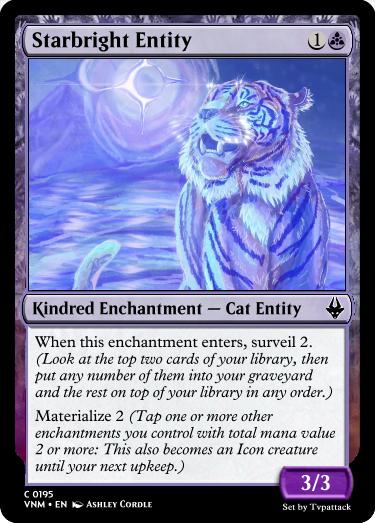 Starbright Entity 1
Kindred Enchantment — Cat Entity
When this enchantment enters, surveil 2.
(Look at the top two cards of your library, then
put any number of them into your graveyard
and the rest on top of your library in any order.)
Materialize 2 (Tap one or more other
enchantments you control with total mana value
2 or more: This also becomes an Icon creature
until your next upkeep.)
3/3
C 0195
VNM • EN Ashley Cordle
Set by Tvpattack